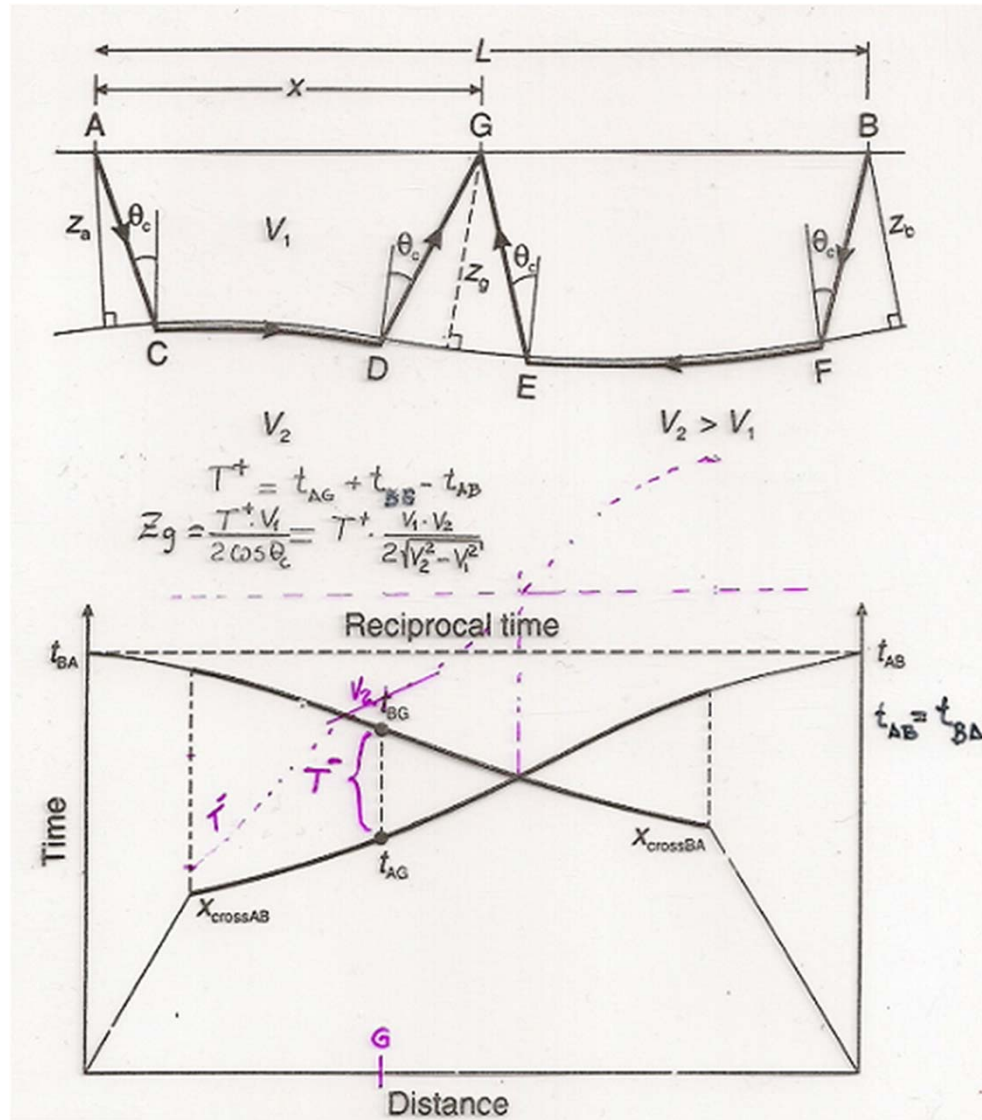 L
x
A G B
Za θc V1 θc Zg θc θc Zb
C D E F
V2 V2 > V1
T+ = tAG + tBG - tAB
Zg = T+·V1 / 2cosθc = T+· V1·V2 / 2√V2²-V1²
Reciprocal time
tBA tAB
V2 tBG
tAB = tBA
T- T-
Time
xcrossBA
tAG
xcrossAB
G
Distance